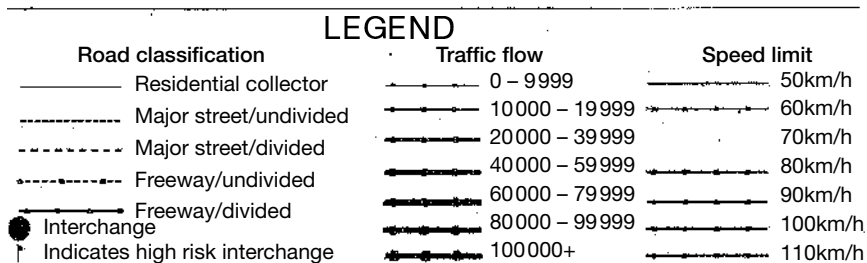 LEGEND
Road classification
Residential collector
Major street/undivided
Major street/divided
Freeway/undivided
Freeway/divided
Interchange
Indicates high risk interchange
Traffic flow
0 – 9999
10000 – 19999
20000 – 39999
40000 – 59999
60000 – 79999
80000 – 99999
100000+
Speed limit
50km/h
60km/h
70km/h
80km/h
90km/h
100km/h
110km/h